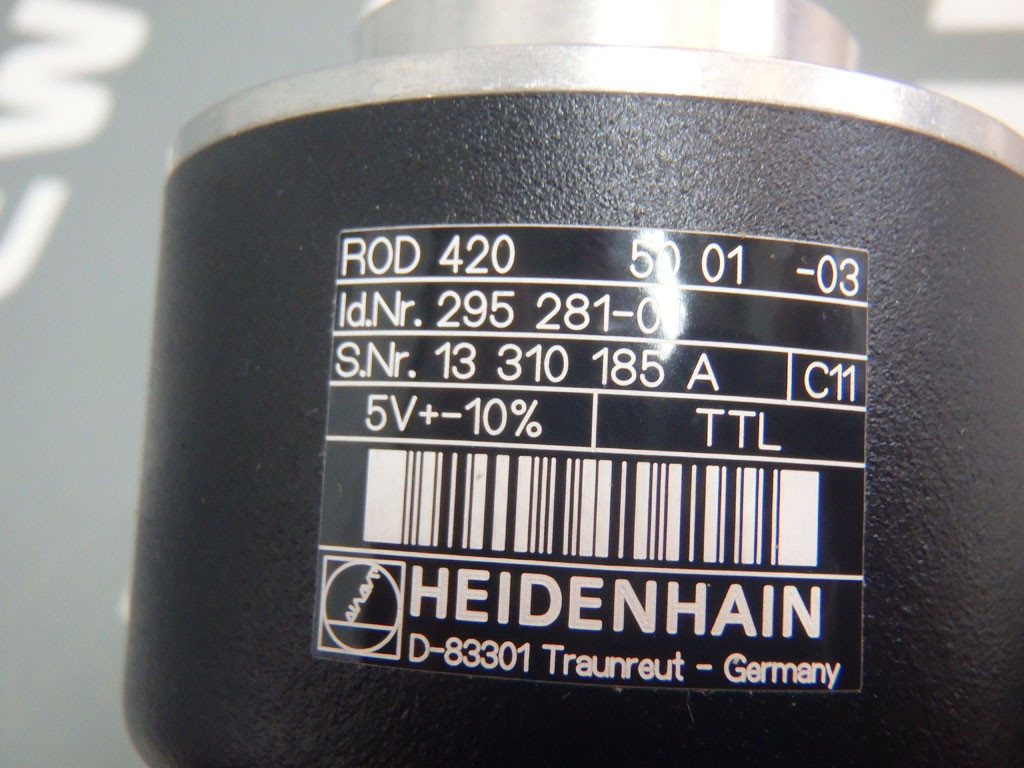 ROD 420 50 01 -03
Id.Nr. 295 281-0
S.Nr. 13 310 185 A C11
5V+-10% TTL
HEIDENHAIN
D-83301 Traunreut - Germany